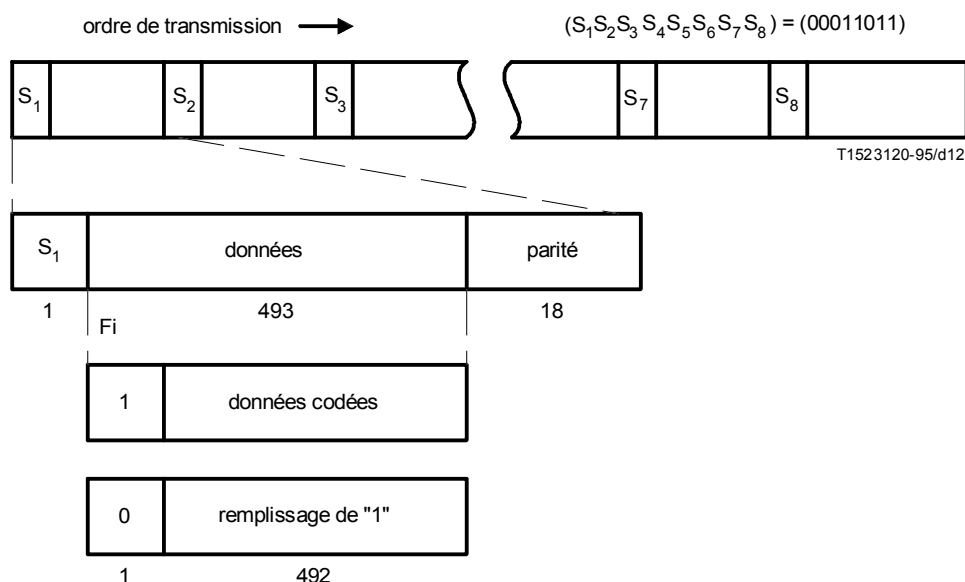 ordre de transmission
(S1S2S3 S4S5S6S7S8) = (00011011)
S1 S2 S3 S7 S8
T1523120-95/d12
S1 données parité
1 493 18
Fi
1 données codées
0 remplissage de "1"
1 492